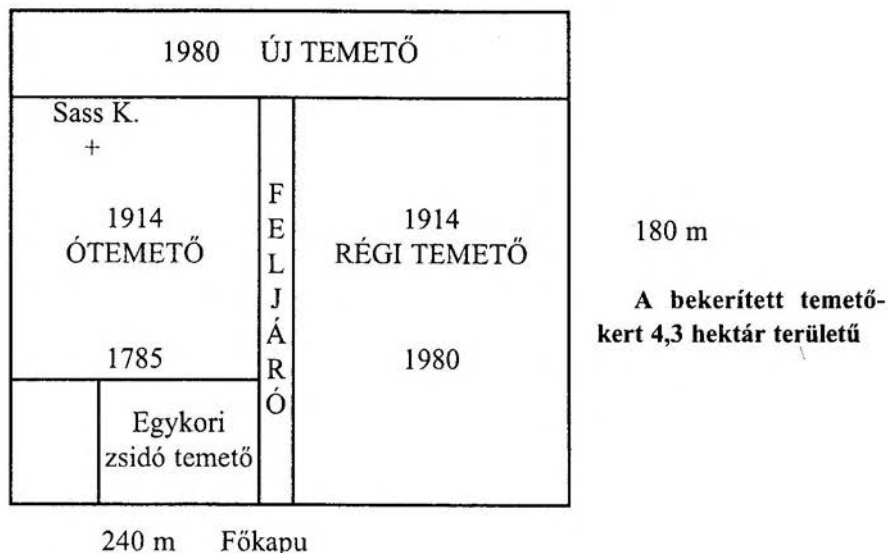 1980 ÚJ TEMETŐ
Sass K.
+
1914
ÓTEMETŐ
1785
FELJÁRÓ
1914
RÉGI TEMETŐ
1980
Egykori
zsidó temető
180 m
A bekerített temető-
kert 4,3 hektár területű
240 m Főkapu